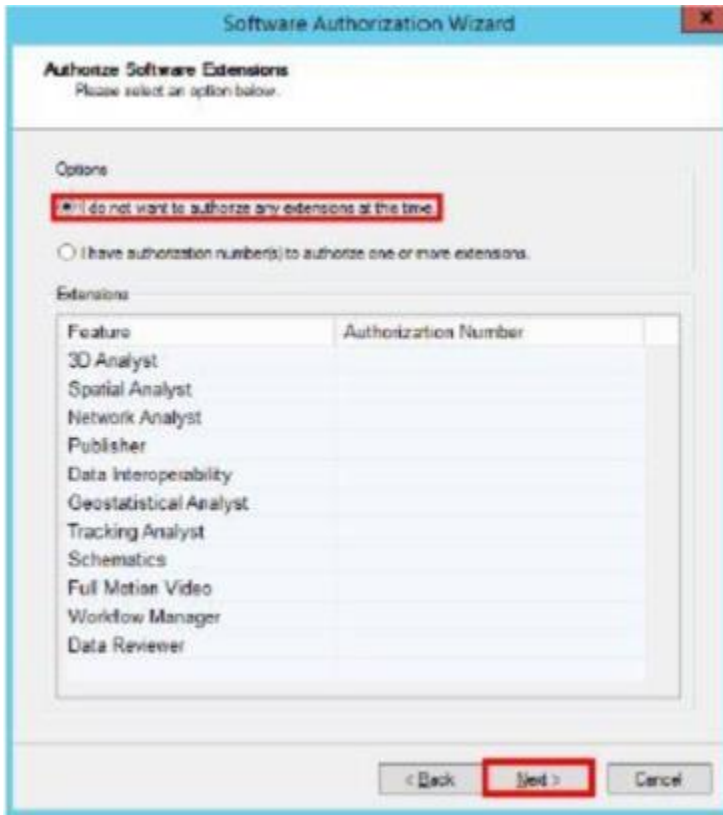 Software Authorization Wizard
x
Authorize Software Extensions
Please select an option below.
Options
I do not want to authorize any extensions at the time.
I have authorization number(s) to authorize one or more extensions.
Extensions
Feature Authorization Number
3D Analyst
Spatial Analyst
Network Analyst
Publisher
Data Interoperability
Geostatistical Analyst
Tracking Analyst
Schematics
Full Motion Video
Workflow Manager
Data Reviewer
< Back Next > Cancel